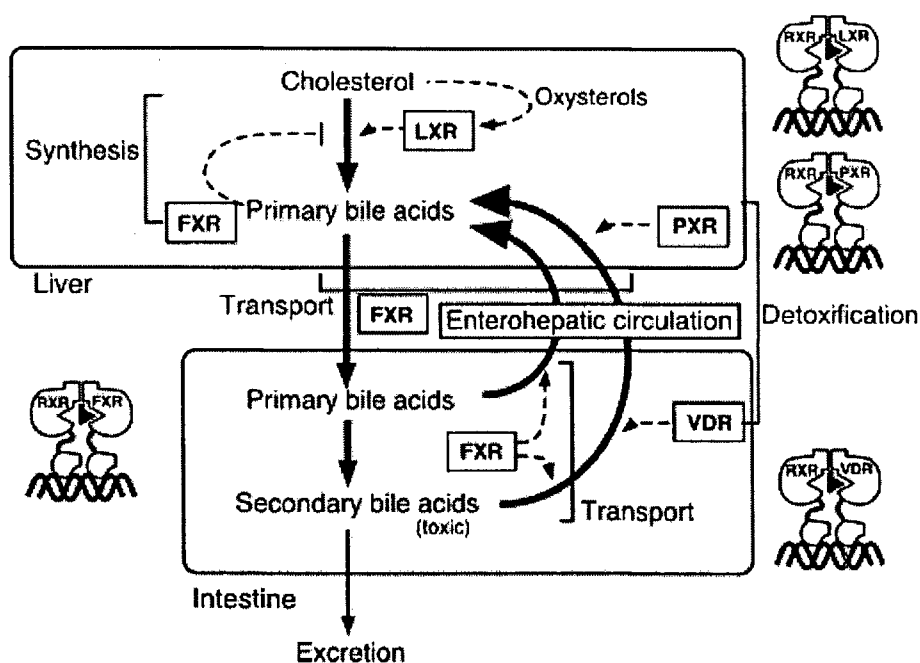 RXR LXR
Cholesterol
Oxysterols
LXR
Synthesis
RXR PXR
Primary bile acids
FXR
PXR
Liver
Transport
FXR
Enterohepatic circulation
Detoxification
Primary bile acids
RXR FXR
VDR
FXR
Secondary bile acids
(toxic)
Transport
RXR VDR
Intestine
Excretion